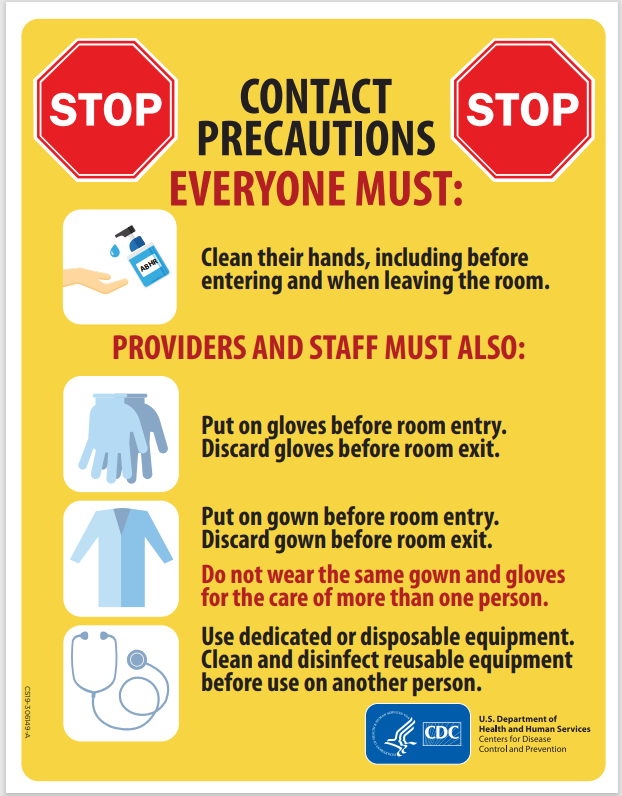 STOP
STOP
CONTACT
PRECAUTIONS
EVERYONE MUST:
ABHR
Clean their hands, including before
entering and when leaving the room.
PROVIDERS AND STAFF MUST ALSO:
Put on gloves before room entry.
Discard gloves before room exit.
Put on gown before room entry.
Discard gown before room exit.
Do not wear the same gown and gloves
for the care of more than one person.
Use dedicated or disposable equipment.
Clean and disinfect reusable equipment
before use on another person.
CDC
U.S. Department of
Health and Human Services
Centers for Disease
Control and Prevention